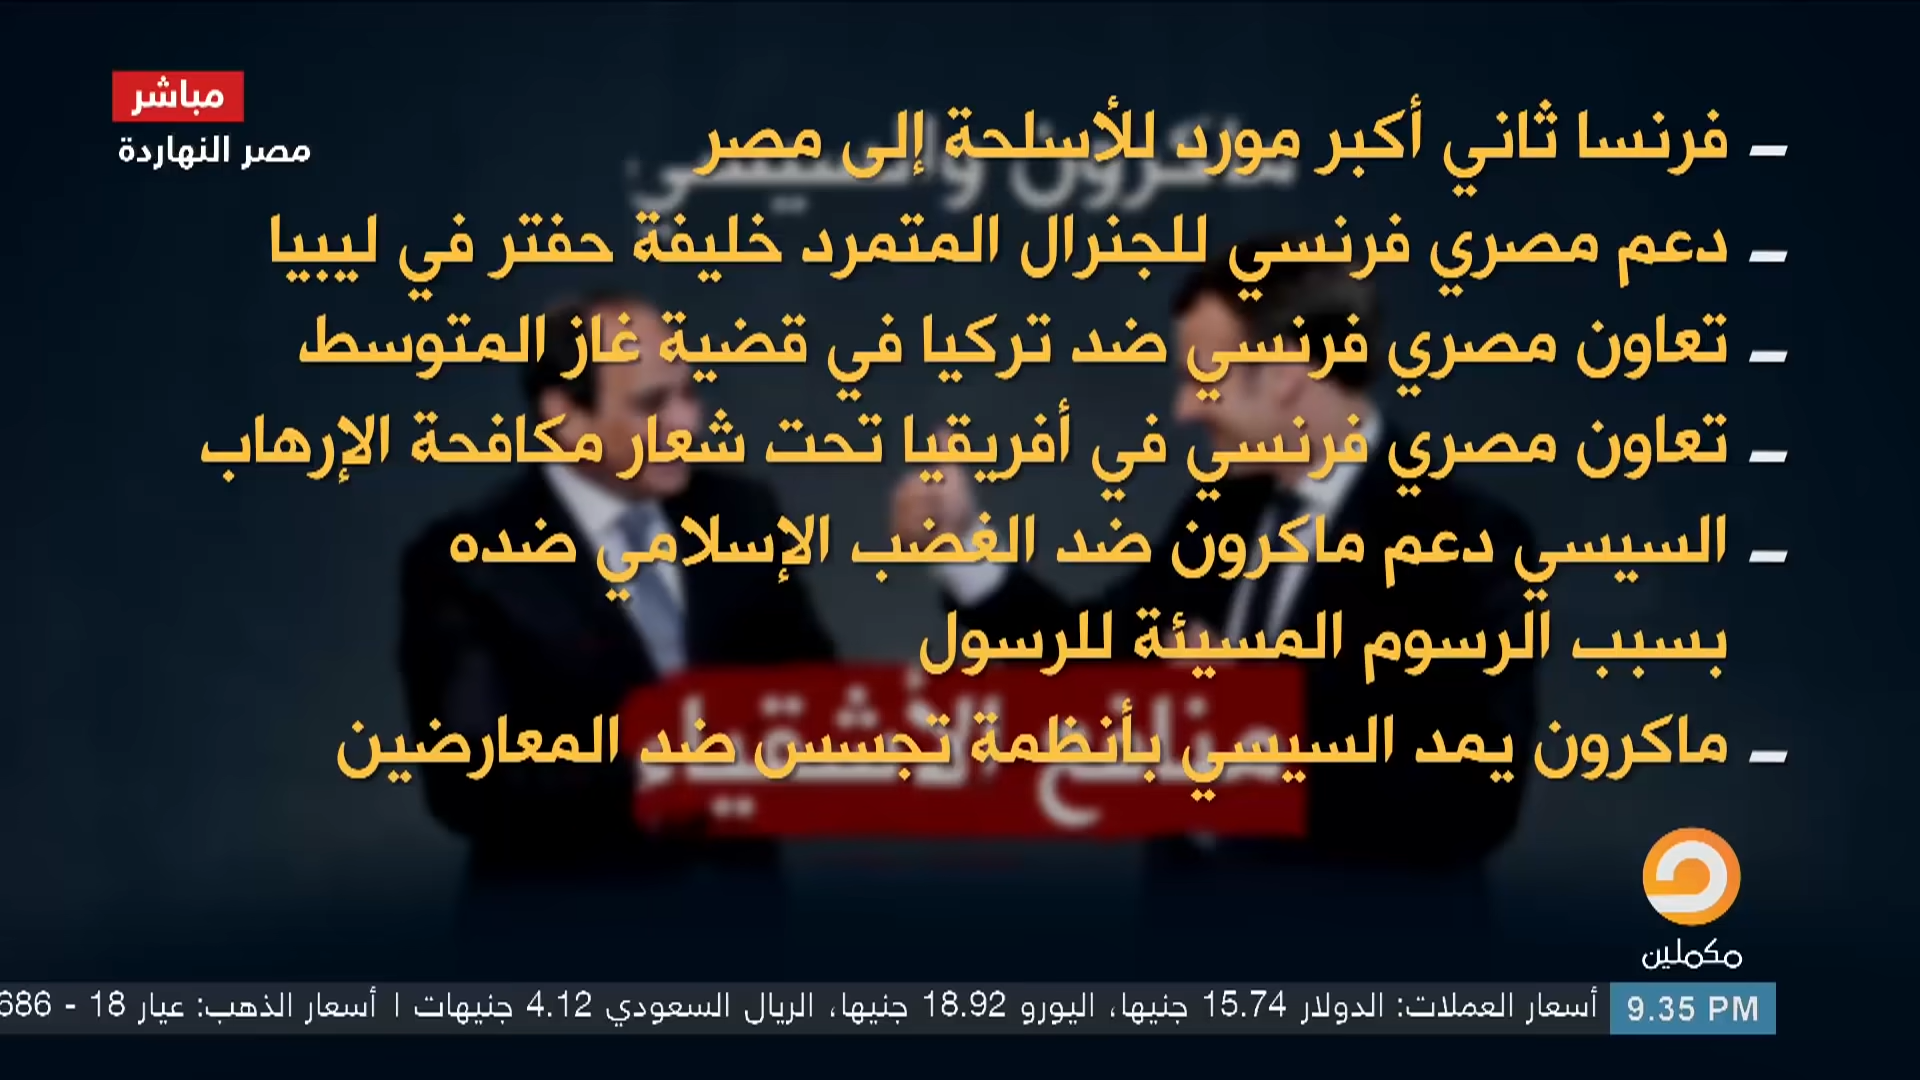 مباشر
مصر النهاردة
ماكرون والسيسي
– فرنسا ثاني أكبر مورد للأسلحة إلى مصر
– دعم مصري فرنسي للجنرال المتمرد خليفة حفتر في ليبيا
– تعاون مصري فرنسي ضد تركيا في قضية غاز المتوسط
– تعاون مصري فرنسي في أفريقيا تحت شعار مكافحة الإرهاب
– السيسي دعم ماكرون ضد الغضب الإسلامي ضده
بسبب الرسوم المسيئة للرسول
– ماكرون يمد السيسي بأنظمة تجسس ضد المعارضين
منافع الأشقياء
مكملين
9.35 PM
أسعار العملات: الدولار 15.74 جنيها، اليورو 18.92 جنيها، الريال السعودي 4.12 جنيهات | أسعار الذهب: عيار 18 - 686